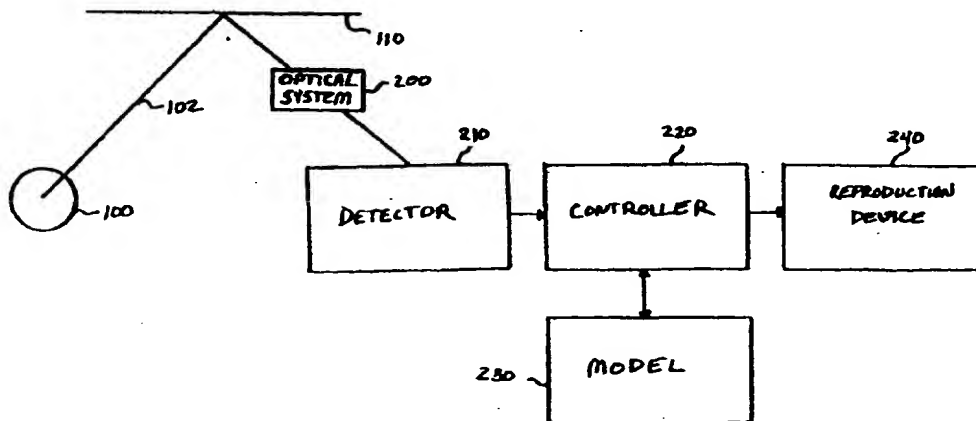 110
OPTICAL
SYSTEM
200
102
210
220
240
100
DETECTOR
CONTROLLER
REPRODUCTION
DEVICE
230
MODEL